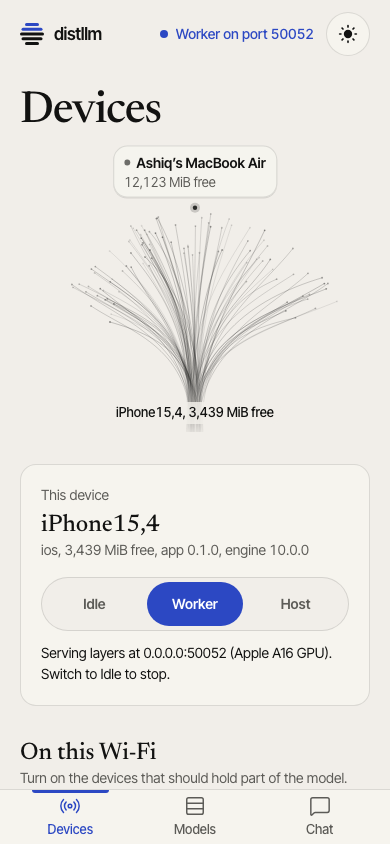 distllm
Worker on port 50052
Devices
Ashiq's MacBook Air
12,123 MiB free
iPhone15,4, 3,439 MiB free
This device
iPhone15,4
ios, 3,439 MiB free, app 0.1.0, engine 10.0.0
Idle
Worker
Host
Serving layers at 0.0.0.0:50052 (Apple A16 GPU).
Switch to Idle to stop.
On this Wi-Fi
Turn on the devices that should hold part of the model.
Devices
Models
Chat